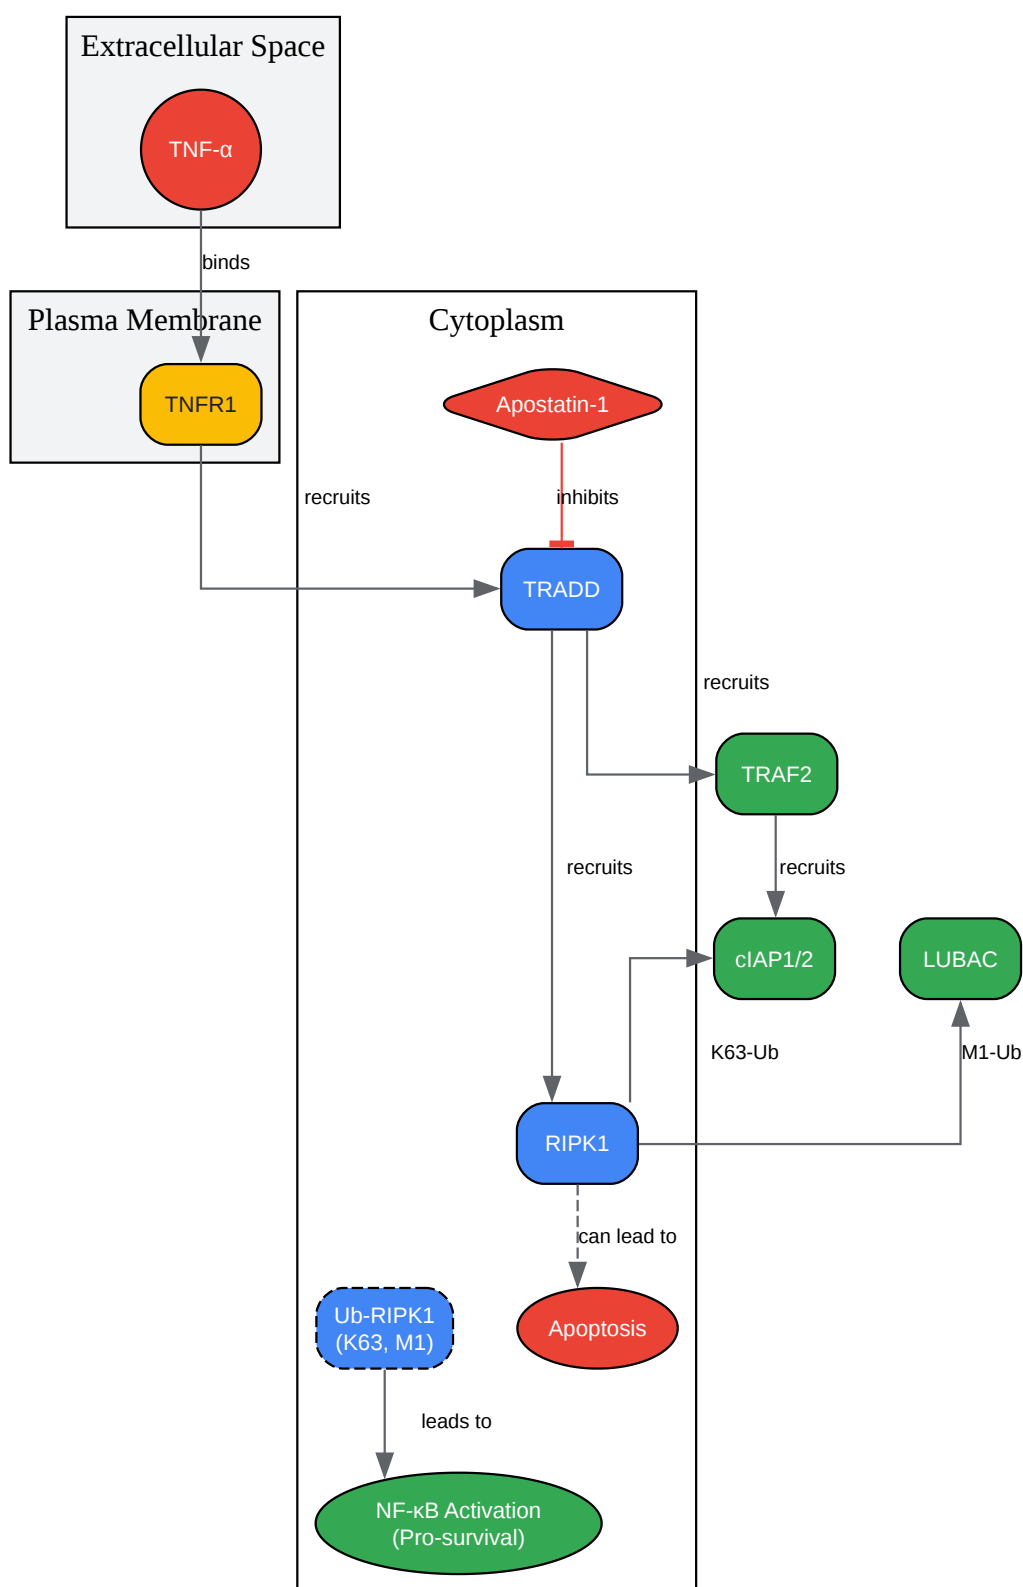 Extracellular Space
TNF-α
binds
Plasma Membrane
Cytoplasm
TNFR1
Apostatin-1
recruits
inhibits
TRADD
recruits
TRAF2
recruits
recruits
cIAP1/2
LUBAC
K63-Ub
M1-Ub
RIPK1
can lead to
Ub-RIPK1
(K63, M1)
Apoptosis
leads to
NF-κB Activation
(Pro-survival)